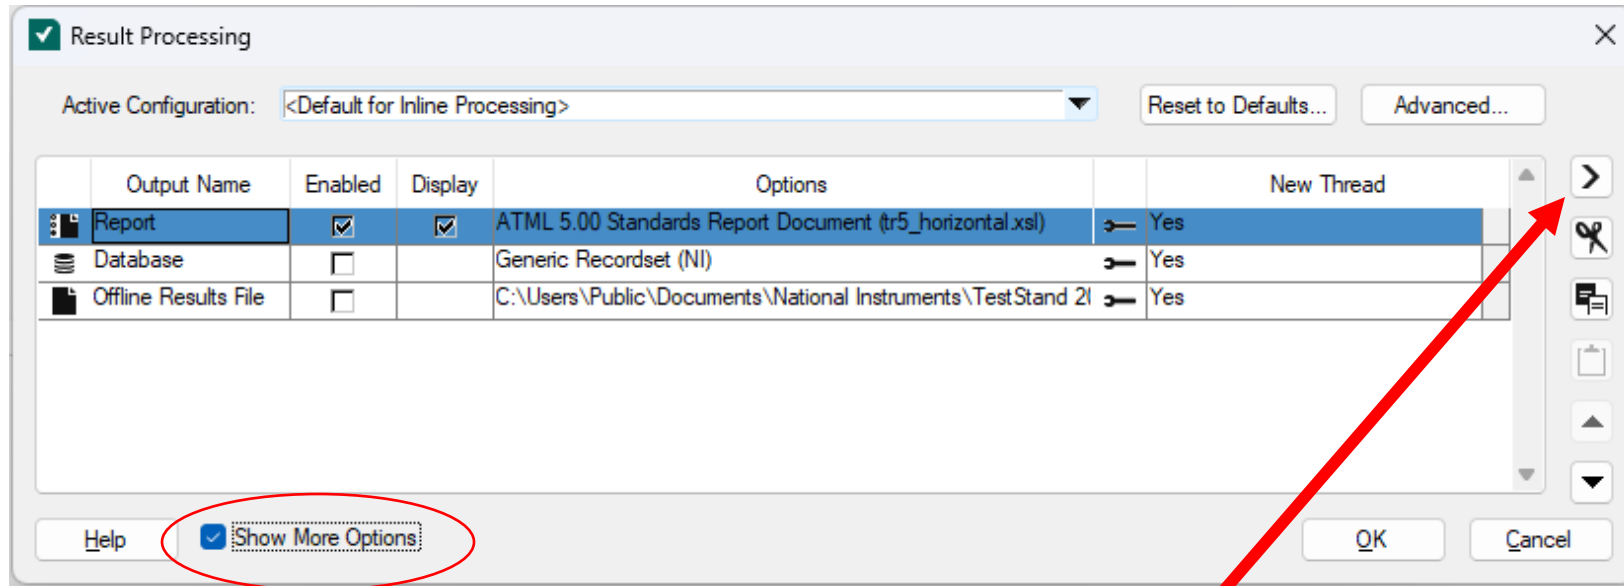 Result Processing
Active Configuration: <Default for Inline Processing> Reset to Defaults... Advanced...
Output Name Enabled Display Options New Thread
Report ATML 5.00 Standards Report Document (tr5_horizontal.xsl) Yes
Database Generic Recordset (NI) Yes
Offline Results File C:\Users\Public\Documents\National Instruments\TestStand 20 Yes
Help Show More Options OK Cancel